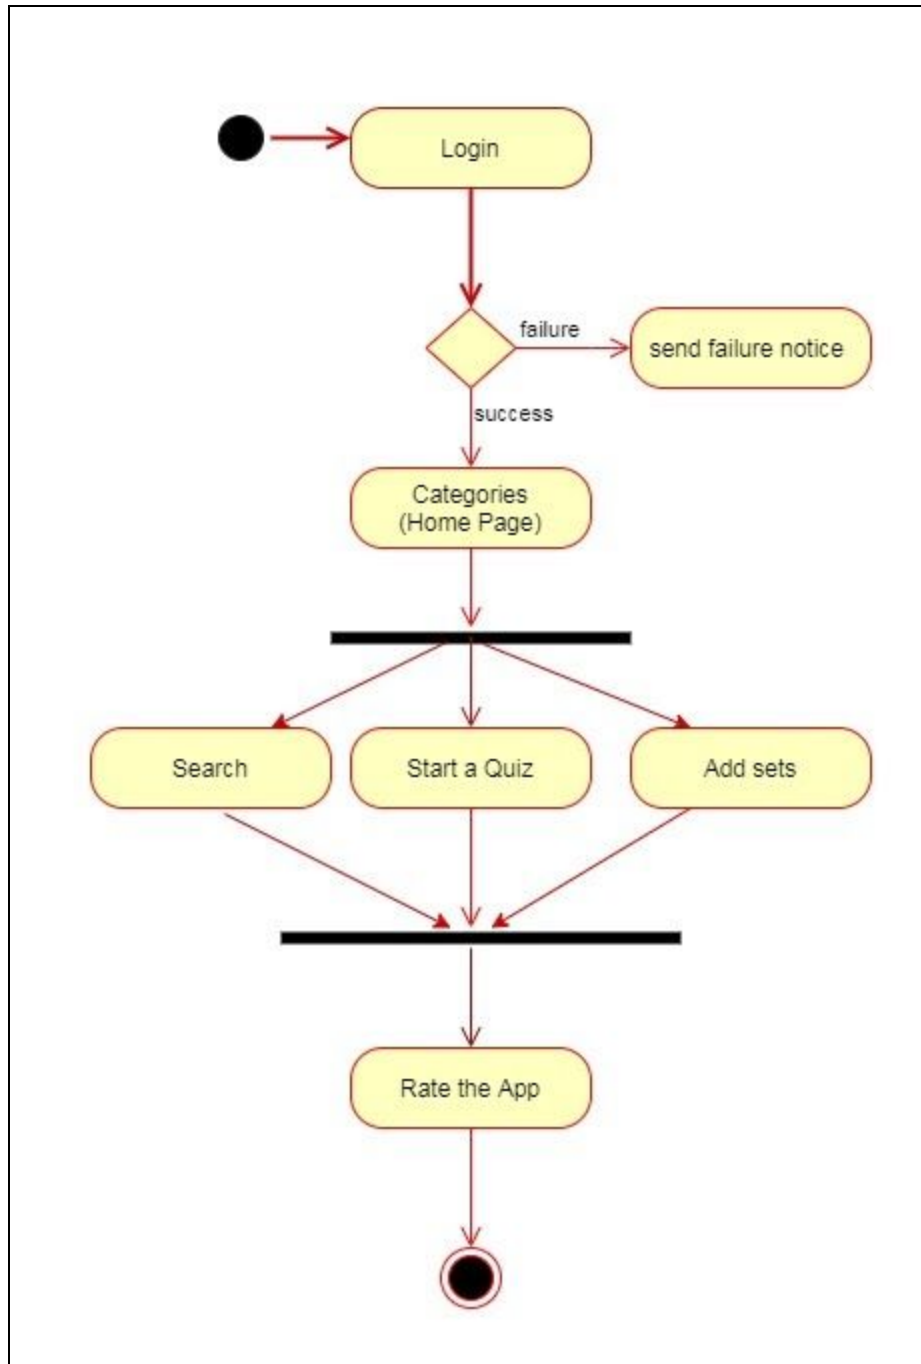 Login
failure
send failure notice
success
Categories
(Home Page)
Search
Start a Quiz
Add sets
Rate the App